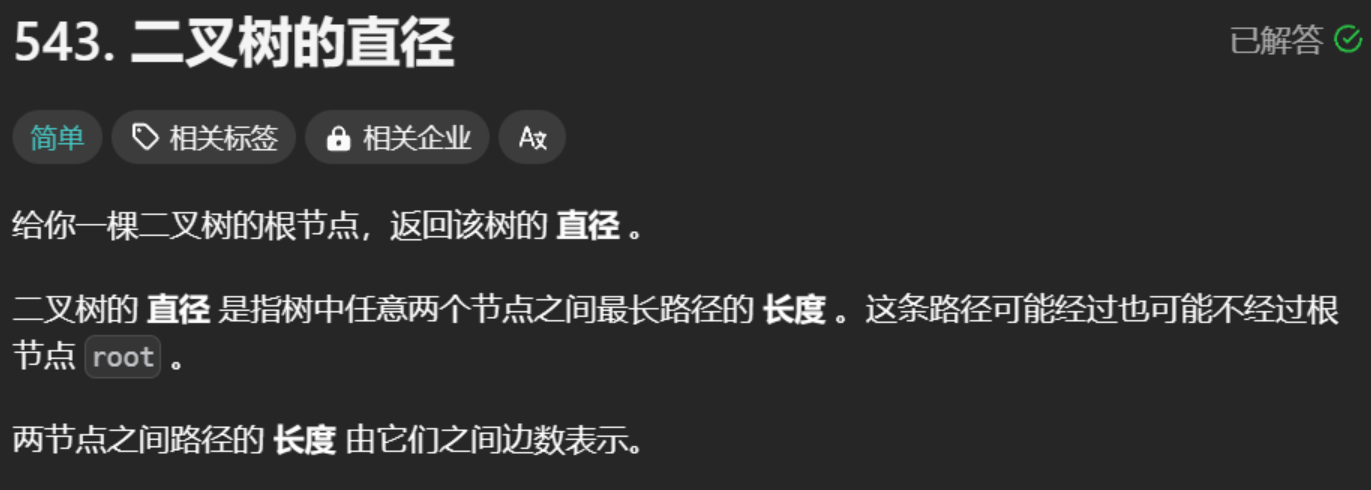 543. 二叉树的直径
已解答
简单
相关标签
相关企业
给你一棵二叉树的根节点，返回该树的 直径 。
二叉树的 直径 是指树中任意两个节点之间最长路径的 长度 。这条路径可能经过也可能不经过根
节点 root 。
两节点之间路径的 长度 由它们之间边数表示。